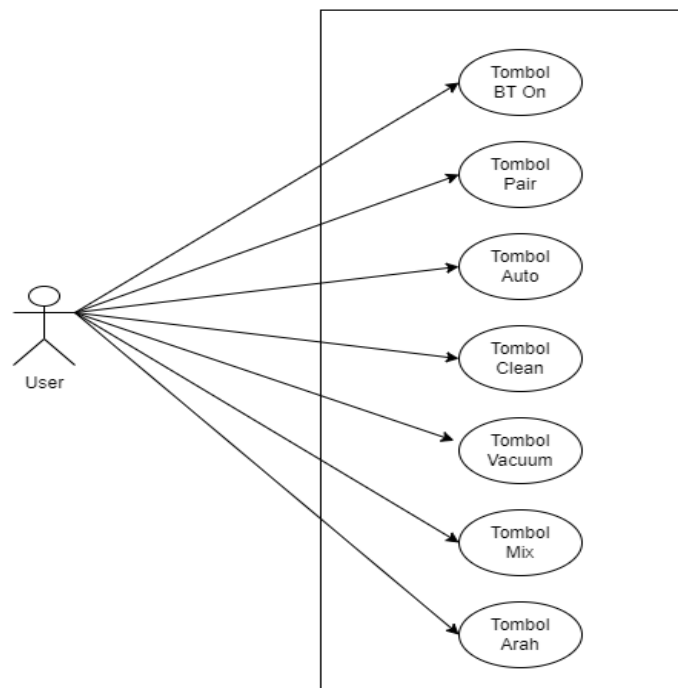 Tombol
BT On
Tombol
Pair
Tombol
Auto
Tombol
Clean
User
Tombol
Vacuum
Tombol
Mix
Tombol
Arah